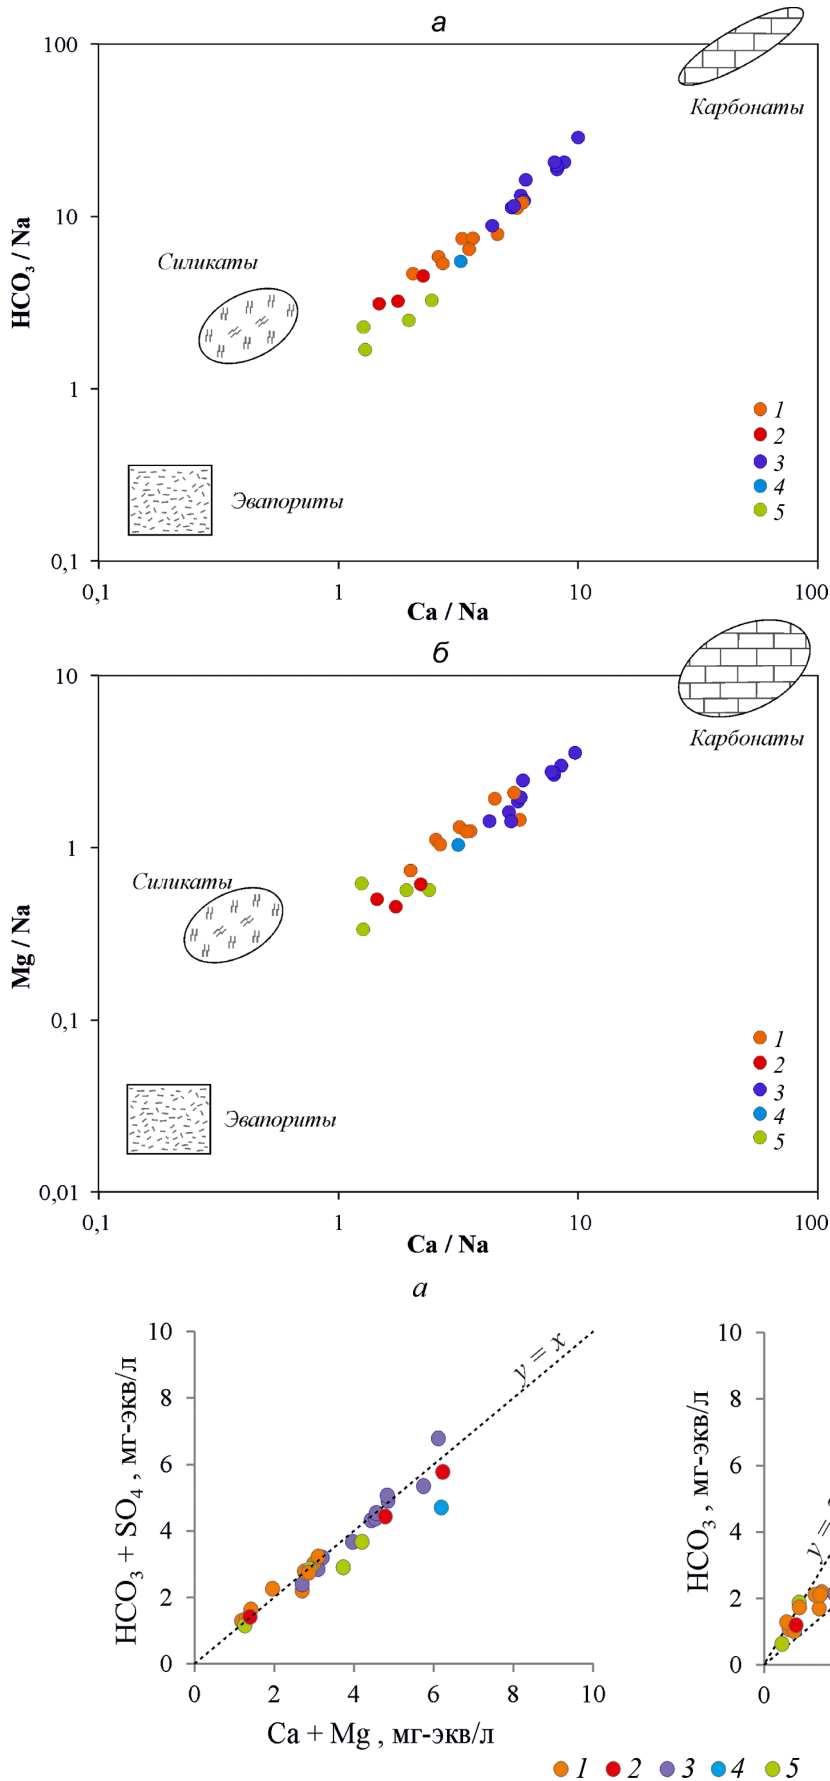 а
100
Карбонаты
10
Силикаты
HCO₃ / Na
1
1
2
3
4
5
Эвапориты
0,1
0,1
1
10
100
Ca / Na
б
10
Карбонаты
1
Силикаты
Mg / Na
0,1
1
2
3
4
5
Эвапориты
0,01
0,1
1
10
100
Ca / Na
а
10
8
6
4
2
0
HCO₃ + SO₄ , мг-экв/л
y = x
0
2
4
6
8
10
Ca + Mg , мг-экв/л
10
8
6
4
2
0
HCO₃ , мг-экв/л
y =
0
1
2
3
4
5